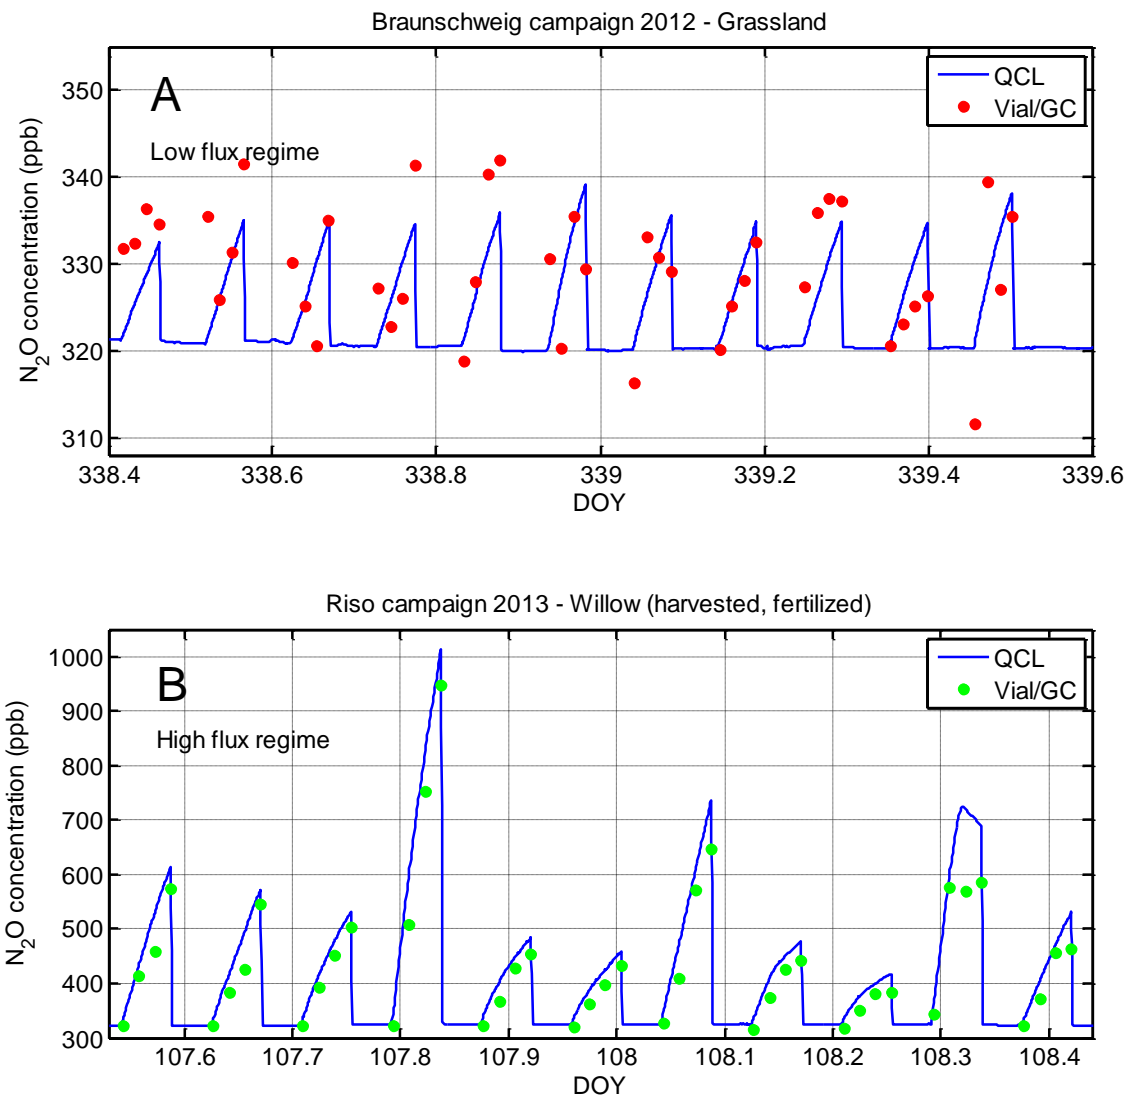 Braunschweig campaign 2012 - Grassland
A
Low flux regime
QCL
Vial/GC
N2O concentration (ppb)
350
340
330
320
310
338.4 338.6 338.8 339 339.2 339.4 339.6
DOY
Riso campaign 2013 - Willow (harvested, fertilized)
B
High flux regime
QCL
Vial/GC
N2O concentration (ppb)
1000
900
800
700
600
500
400
300
107.6 107.7 107.8 107.9 108 108.1 108.2 108.3 108.4
DOY